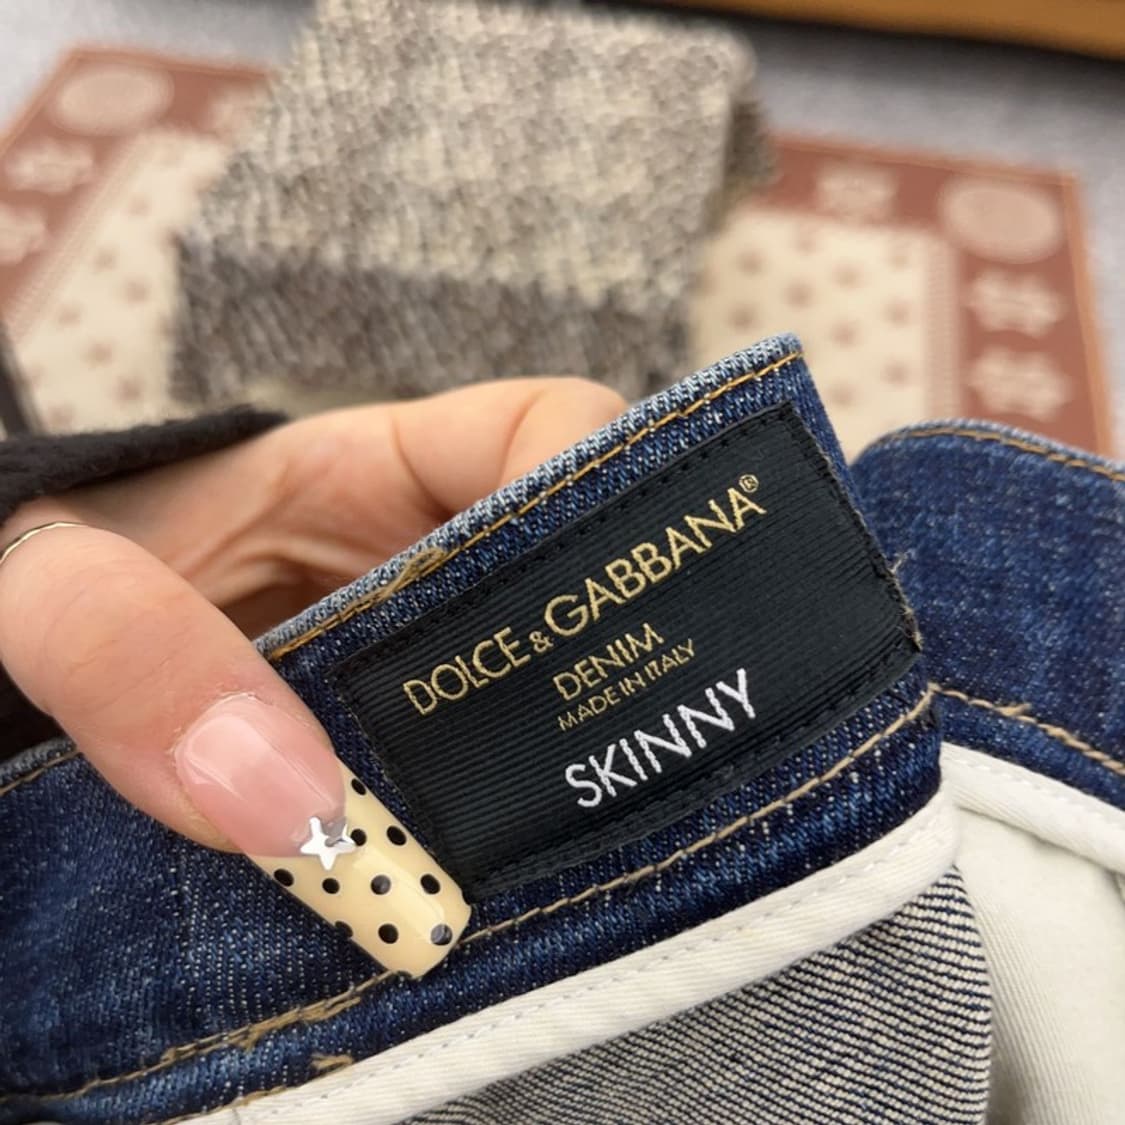 DOLCE & GABBANA®
DENIM
MADE IN ITALY
SKINNY